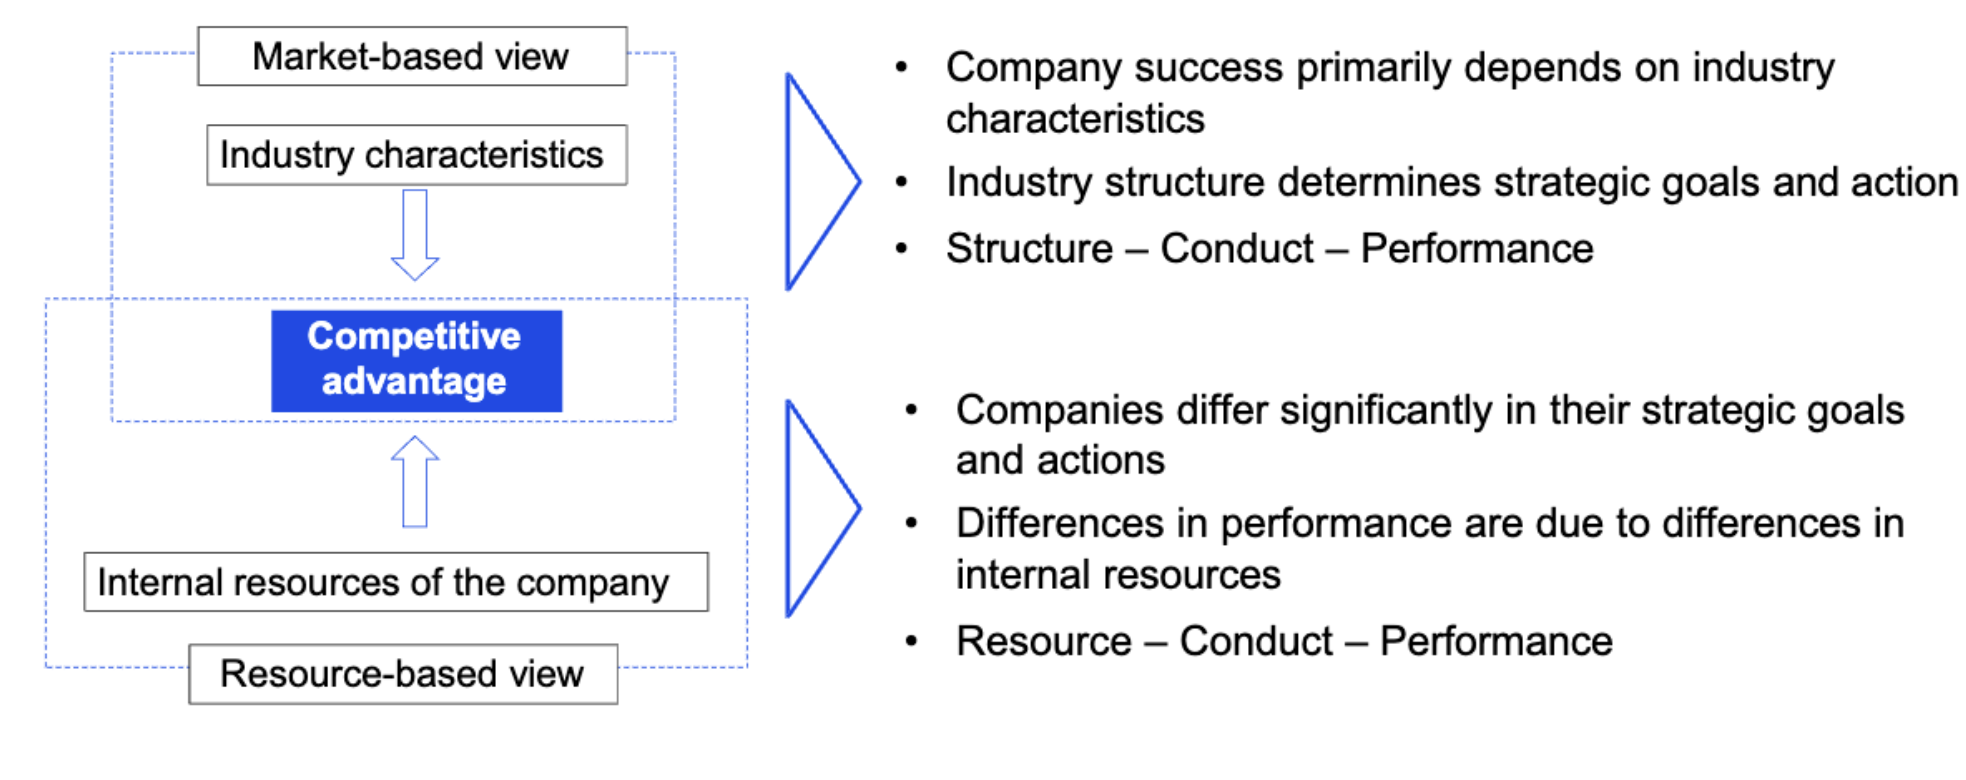 Market-based view
Industry characteristics
Competitive
advantage
Internal resources of the company
Resource-based view
• Company success primarily depends on industry
characteristics
• Industry structure determines strategic goals and action
• Structure – Conduct – Performance
• Companies differ significantly in their strategic goals
and actions
• Differences in performance are due to differences in
internal resources
• Resource – Conduct – Performance